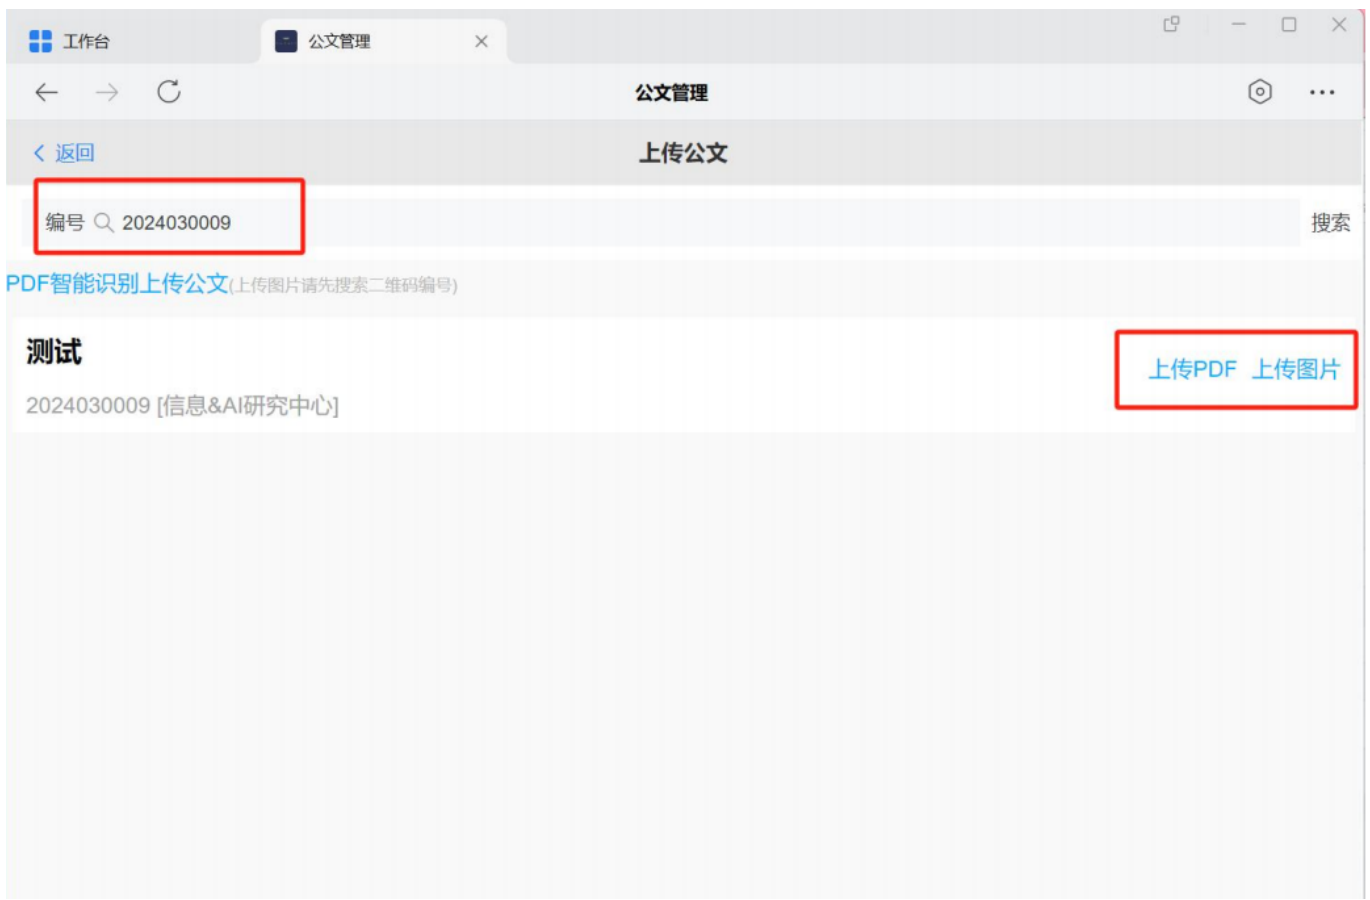 工作台 公文管理
公文管理
返回 上传公文
编号 2024030009 搜索
PDF智能识别上传公文(上传图片请先搜索二维码编号)
测试
上传PDF 上传图片
2024030009 [信息&AI研究中心]